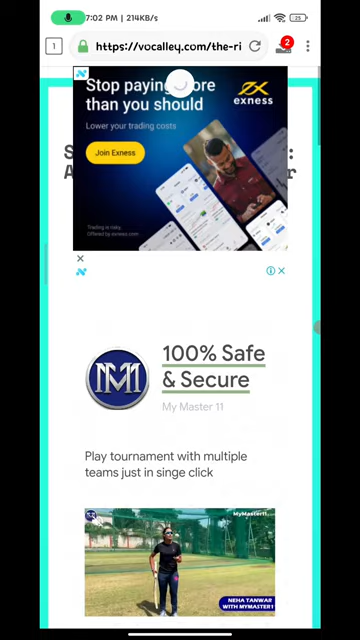 7:02 PM | 214KB/s
25
1
https://vocalley.com/the-ri
2
Stop paying more
than you should
Lower your trading costs
exness
Join Exness
Trading is risky.
Offered by exness.com
100% Safe
& Secure
My Master 11
Play tournament with multiple
teams just in singe click
MyMaster11
NEHA TANWAR
WITH MYMASTER11